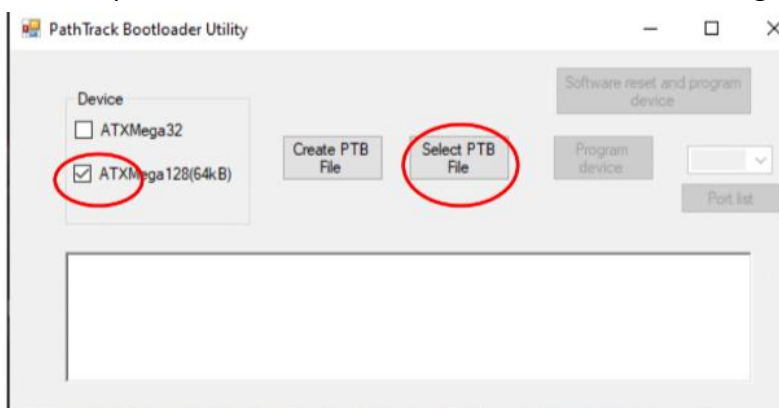 PathTrack Bootloader Utility
Software reset and program
device
Device
ATXMega32
Create PTB
File
Select PTB
File
Program
device
ATXMega128(64kB)
Port list